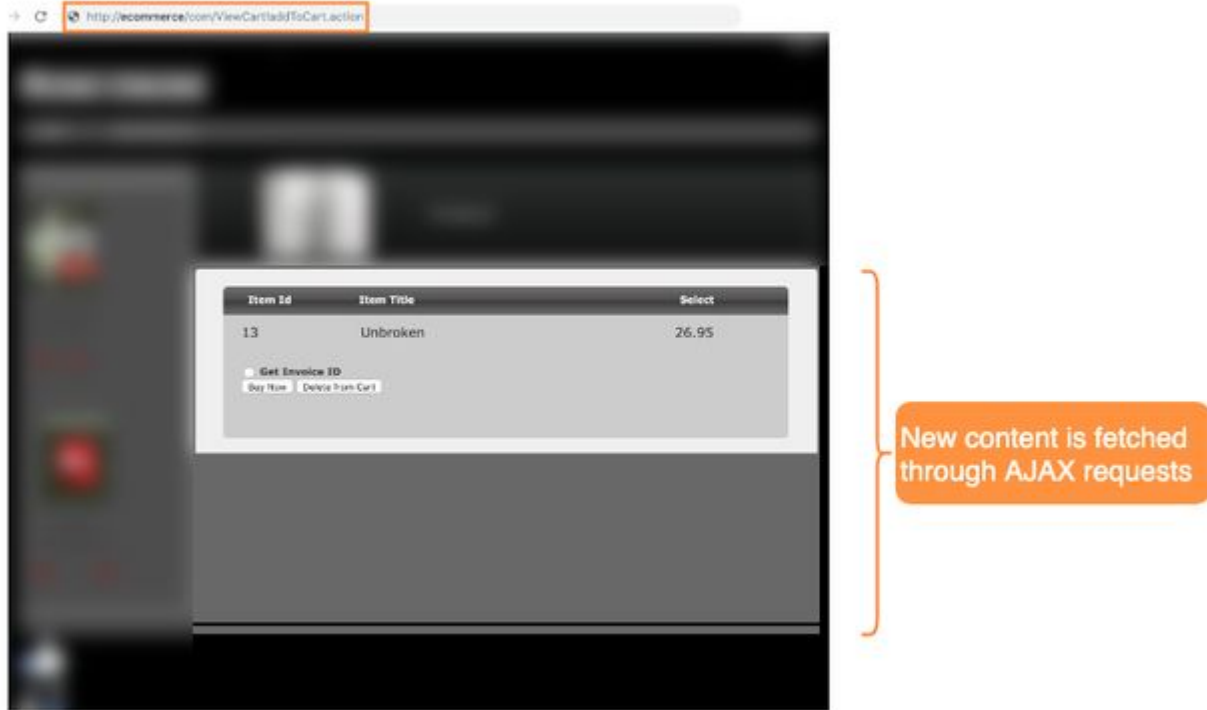 http://ecommerce/com/ViewCart!addToCart.action
Item Id Item Title Select
13 Unbroken 26.95
Get Invoice ID
Buy Now Delete from Cart
New content is fetched
through AJAX requests